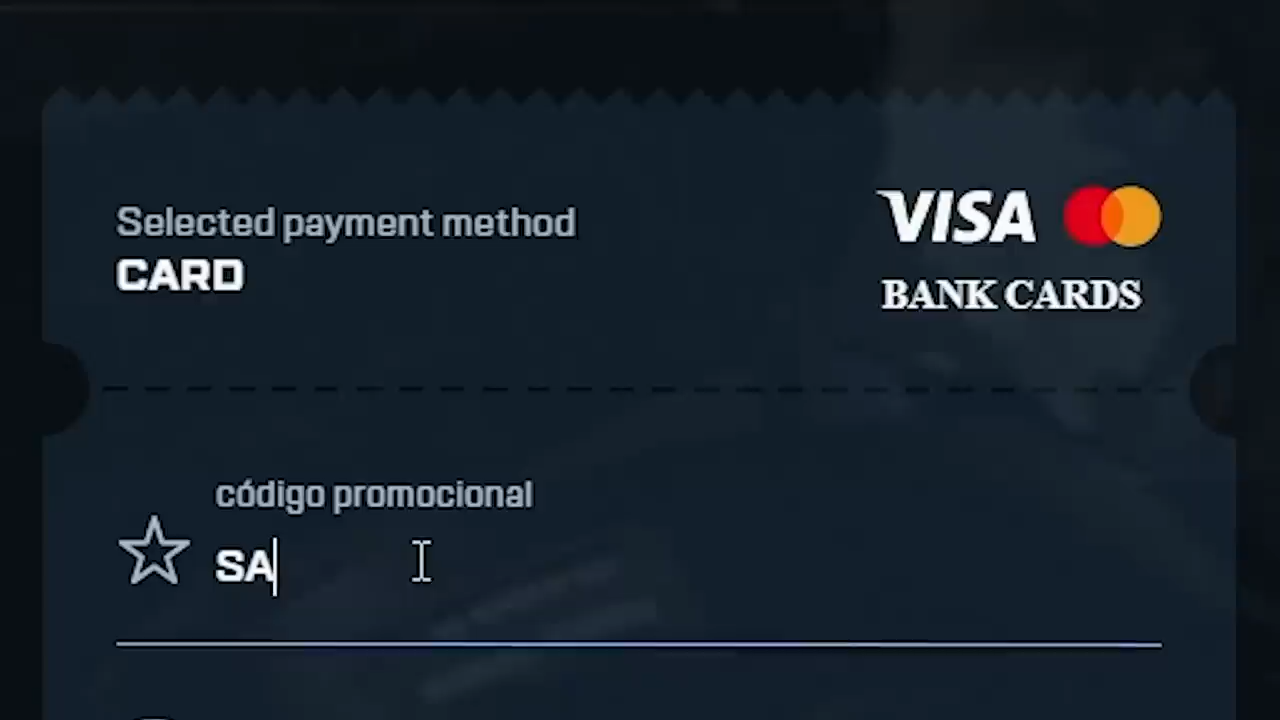 Selected payment method
CARD
VISA
BANK CARDS
código promocional
SA